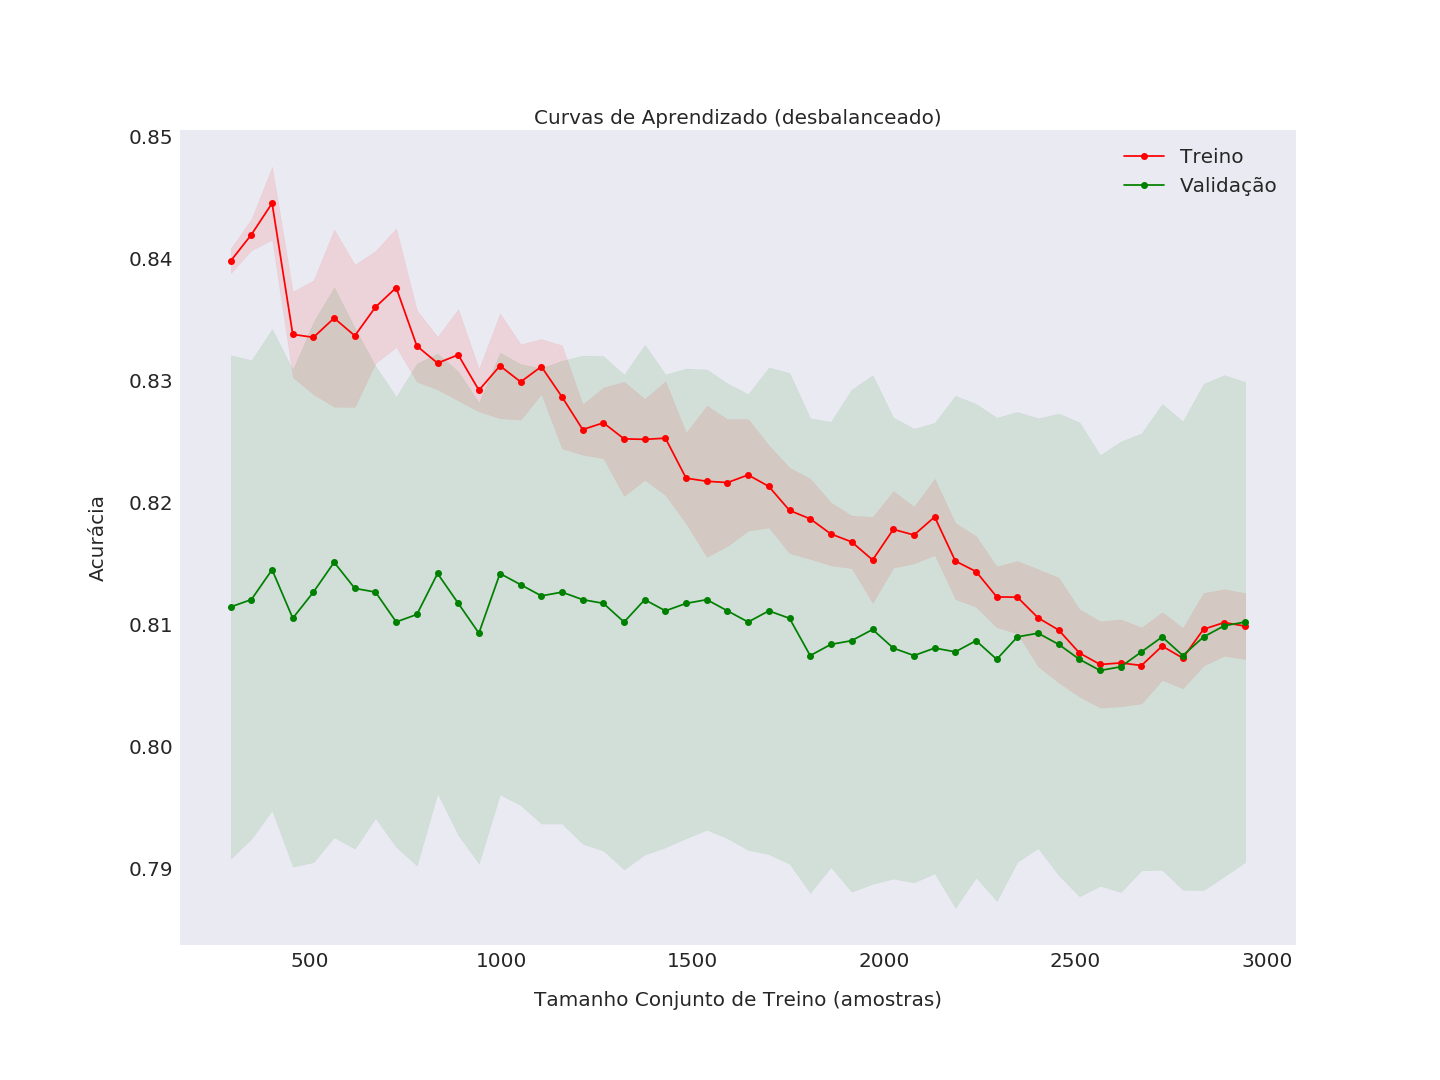 Curvas de Aprendizado (desbalanceado)
Treino
Validação
0.85
0.84
0.83
0.82
0.81
0.80
0.79
Acurácia
500 1000 1500 2000 2500 3000
Tamanho Conjunto de Treino (amostras)